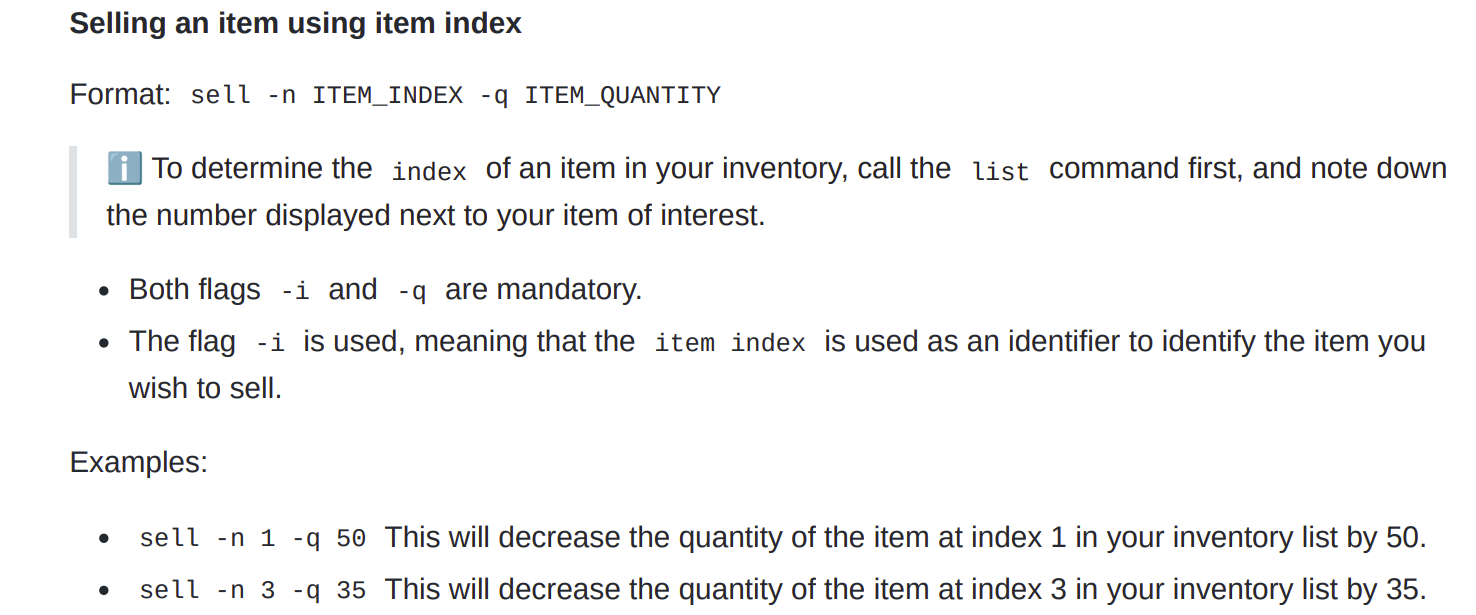 Selling an item using item index
Format: sell -n ITEM_INDEX -q ITEM_QUANTITY
ℹ️ To determine the index of an item in your inventory, call the list command first, and note down
the number displayed next to your item of interest.
• Both flags -i and -q are mandatory.
• The flag -i is used, meaning that the item index is used as an identifier to identify the item you
wish to sell.
Examples:
• sell -n 1 -q 50 This will decrease the quantity of the item at index 1 in your inventory list by 50.
• sell -n 3 -q 35 This will decrease the quantity of the item at index 3 in your inventory list by 35.